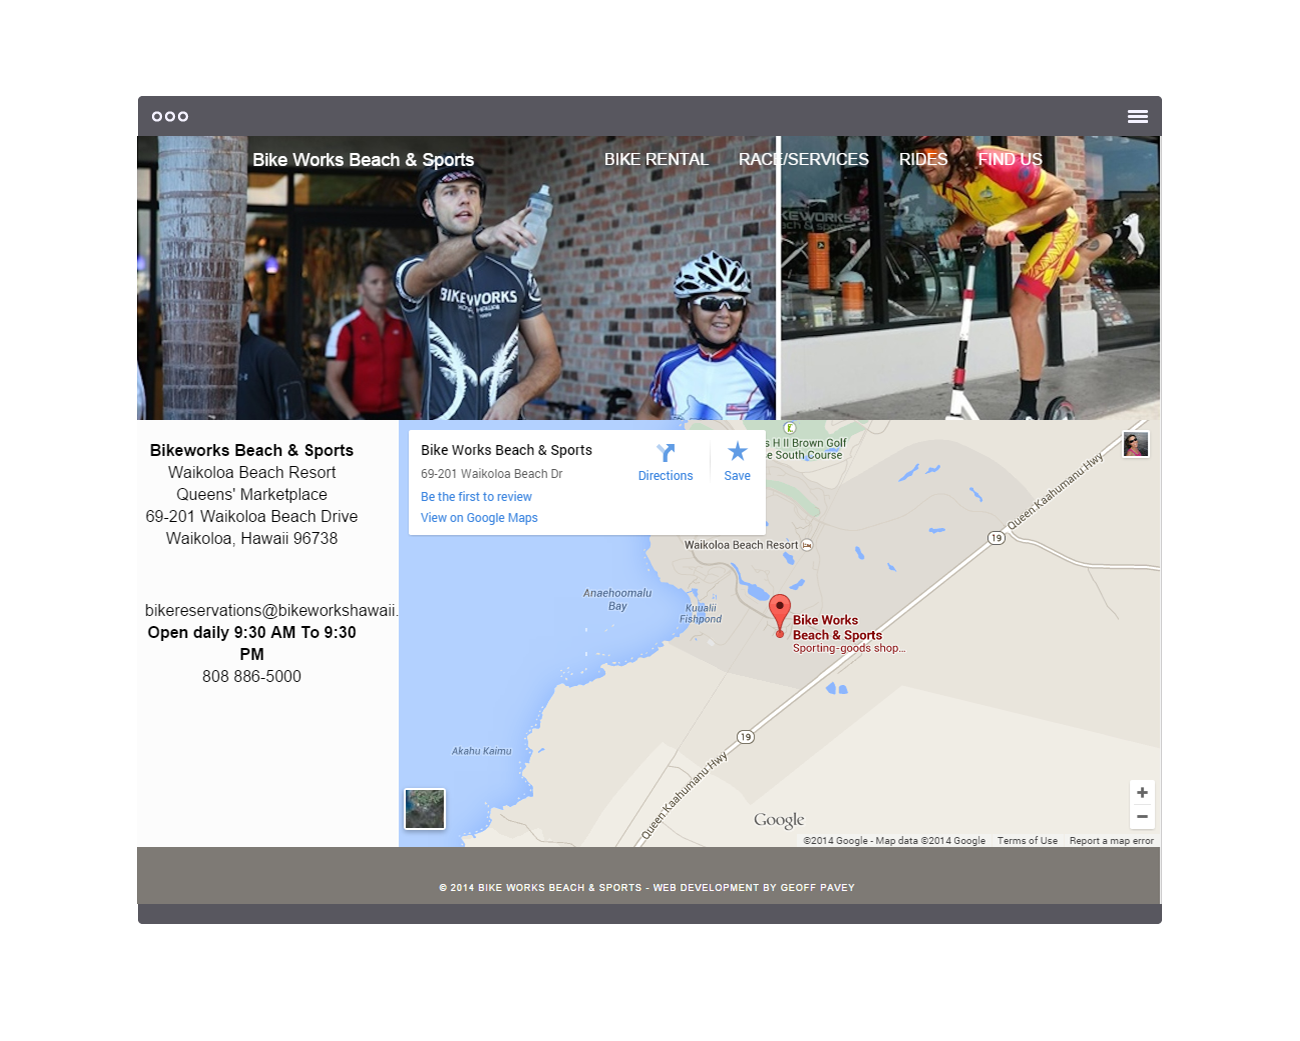 Bike Works Beach & Sports
BIKE RENTAL
RACE/SERVICES
RIDES
FIND US
BIKEWORKS
KEWORKS
ach & sports
Bikeworks Beach & Sports
Waikoloa Beach Resort
Queens' Marketplace
69-201 Waikoloa Beach Drive
Waikoloa, Hawaii 96738
bikereservations@bikeworkshawaii.
Open daily 9:30 AM To 9:30
PM
808 886-5000
Bike Works Beach & Sports
69-201 Waikoloa Beach Dr
Be the first to review
View on Google Maps
Directions
Save
s H II Brown Golf
se South Course
Queen Kaahumanu Hwy
19
Waikoloa Beach Resort
Anaehoomalu
Bay
Kuualii
Fishpond
Bike Works
Beach & Sports
Sporting-goods shop...
19
Akahu Kaimu
Queen Kaahumanu Hwy
Google
+
−
©2014 Google - Map data ©2014 Google
Terms of Use
Report a map error
© 2014 BIKE WORKS BEACH & SPORTS - WEB DEVELOPMENT BY GEOFF PAVEY